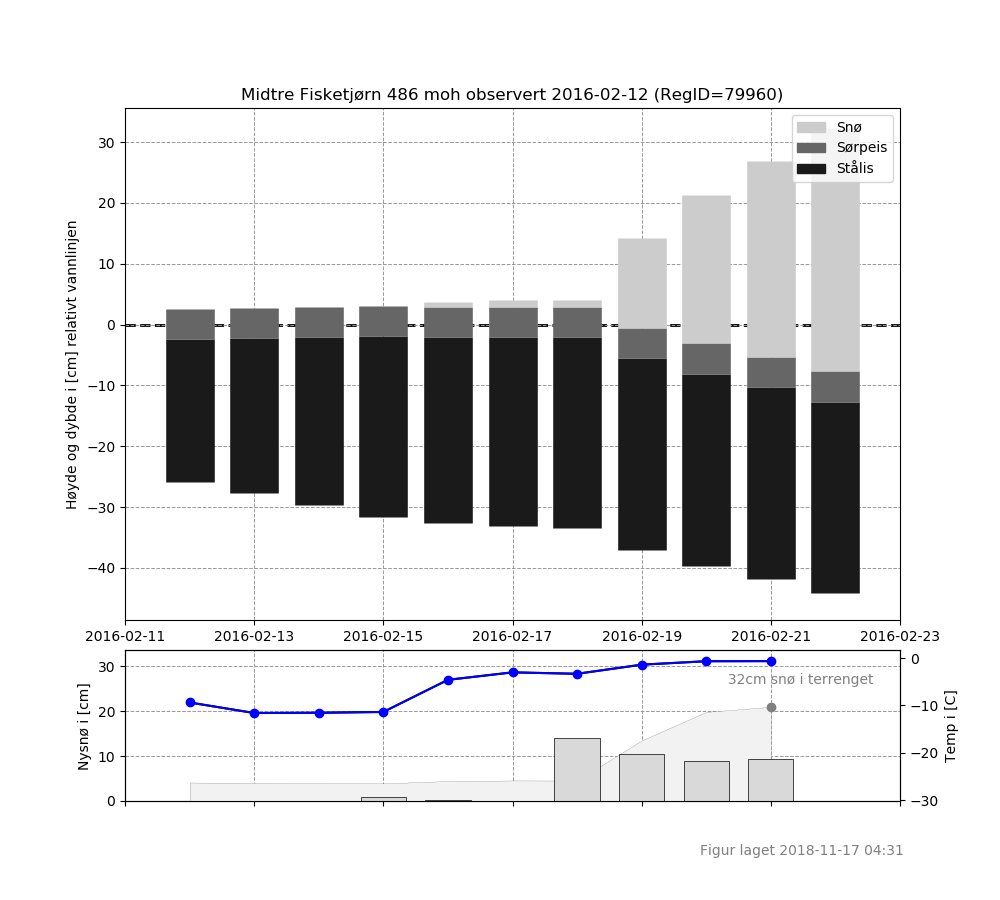 Midtre Fisketjørn 486 moh observert 2016-02-12 (RegID=79960)
Snø
Sørpeis
Stålis
Høyde og dybde i [cm] relativt vannlinjen
30
20
10
0
−10
−20
−30
−40
2016-02-11 2016-02-13 2016-02-15 2016-02-17 2016-02-19 2016-02-21 2016-02-23
Nysnø i [cm]
30
20
10
0
32cm snø i terrenget
0
−10
−20
−30
Temp i [C]
Figur laget 2018-11-17 04:31